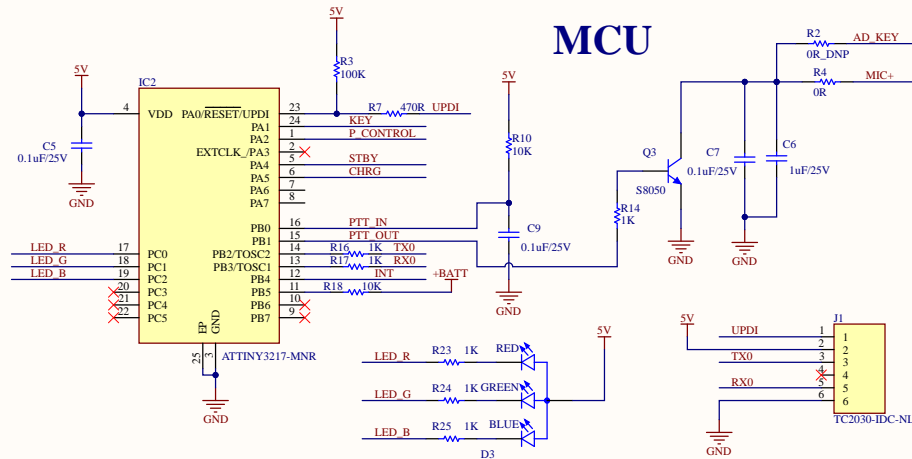 MCU
5V
R3
100K
5V
IC2
4
VDD
C5
0.1uF/25V
GND
PA0/RESET/UPDI
23
R7
470R
UPDI
PA1
24
KEY
PA2
1
P_CONTROL
EXTCLK_/PA3
2
PA4
5
STBY
PA5
6
CHRG
PA6
7
PA7
8
PB0
16
PTT_IN
PB1
15
PTT_OUT
PB2/TOSC2
14
R16
1K
TX0
PB3/TOSC1
13
R17
1K
RX0
PB4
12
INT
+BATT
PB5
11
R18
10K
PB6
10
PB7
9
LED_R
17
PC0
LED_G
18
PC1
LED_B
19
PC2
20
PC3
21
PC4
22
PC5
EP
GND
25
3
ATTINY3217-MNR
GND
5V
R10
10K
C9
0.1uF/25V
GND
R14
1K
Q3
S8050
GND
C7
0.1uF/25V
C6
1uF/25V
GND
R2
AD_KEY
0R_DNP
R4
MIC+
0R
LED_R
R23
1K
RED
LED_G
R24
1K
GREEN
LED_B
R25
1K
BLUE
D3
5V
5V
J1
UPDI
1
1
2
2
TX0
3
3
4
4
RX0
5
5
6
6
TC2030-IDC-NL
GND